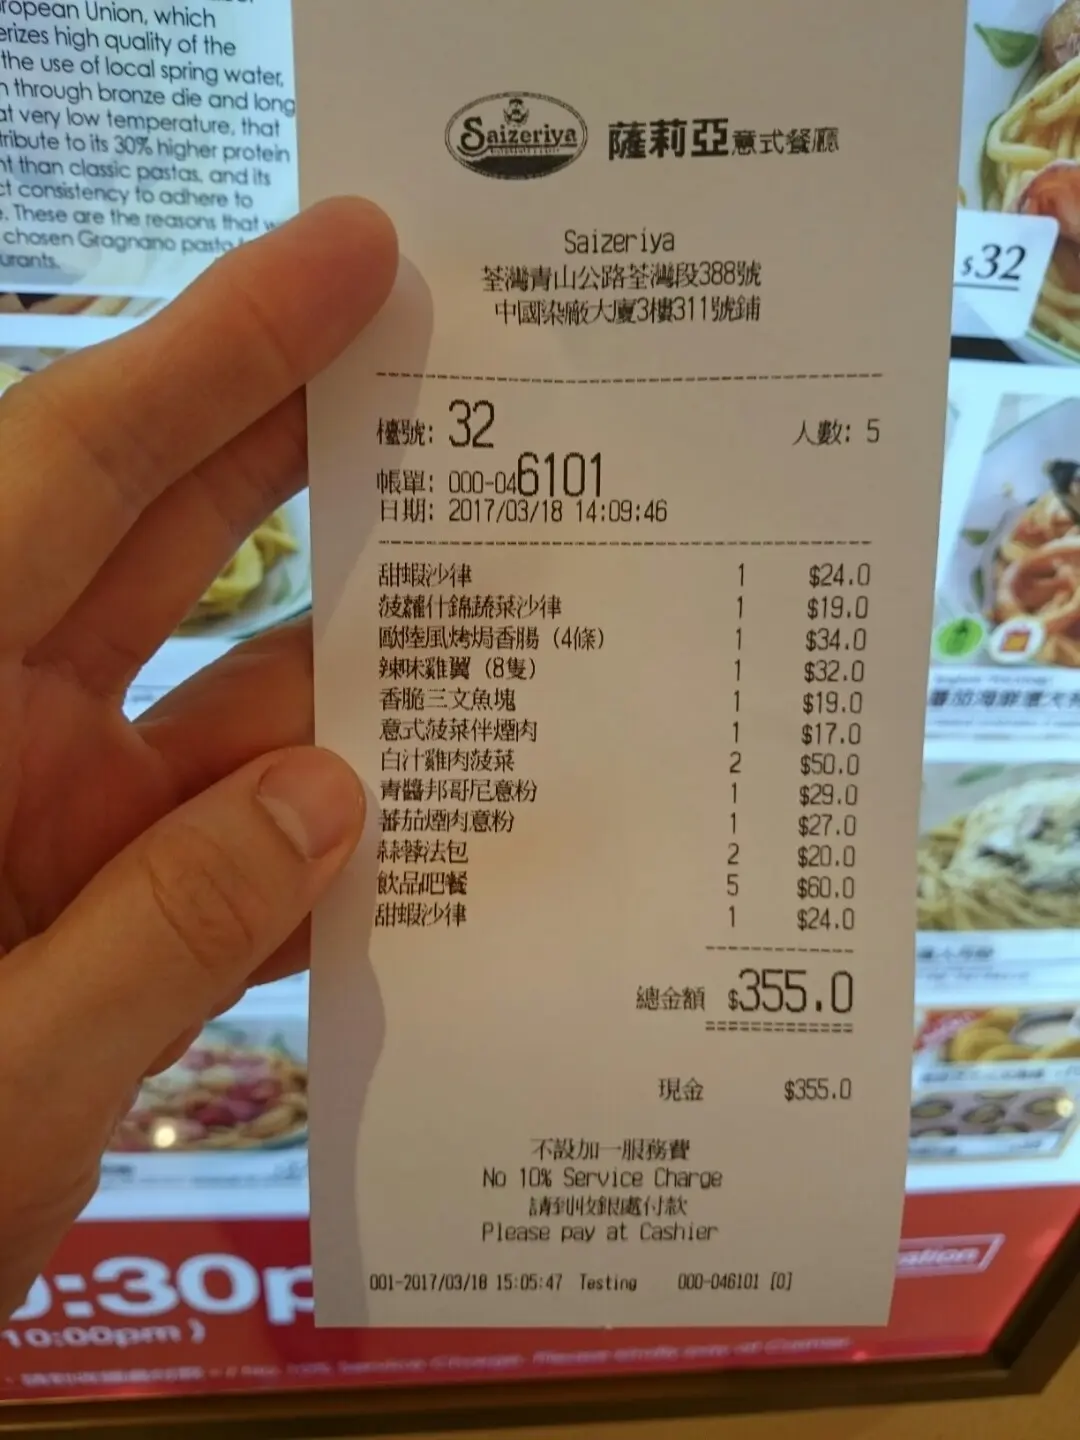 ropean Union, which
erizes high quality of the
the use of local spring water,
n through bronze die and long
at very low temperature, that
tribute to its 30% higher protein
nt than classic pastas, and its
ct consistency to adhere to
. These are the reasons that
chosen Gragnano pasta
urants.
Saizeriya 薩莉亞意式餐廳
Saizeriya
荃灣青山公路荃灣段388號
中國染廠大廈3樓311號鋪
$32
檯號: 32 人數: 5
帳單: 000-046101
日期: 2017/03/18 14:09:46
甜蝦沙律 1 $24.0
菠蘿什錦蔬菜沙律 1 $19.0
歐陸風烤焗香腸 (4條) 1 $34.0
辣味雞翼 (8隻) 1 $32.0
香脆三文魚塊 1 $19.0
意式菠菜伴煙肉 1 $17.0
白汁雞肉菠菜 2 $50.0
青醬邦哥尼意粉 1 $29.0
蕃茄煙肉意粉 1 $27.0
蒜蓉法包 2 $20.0
飲品吧餐 5 $60.0
甜蝦沙律 1 $24.0
總金額 $355.0
現金 $355.0
不設加一服務費
No 10% Service Charge
請到收銀處付款
Please pay at Cashier
001-2017/03/18 15:05:47 Testing 000-046101 [0]
:30p
10:00pm )